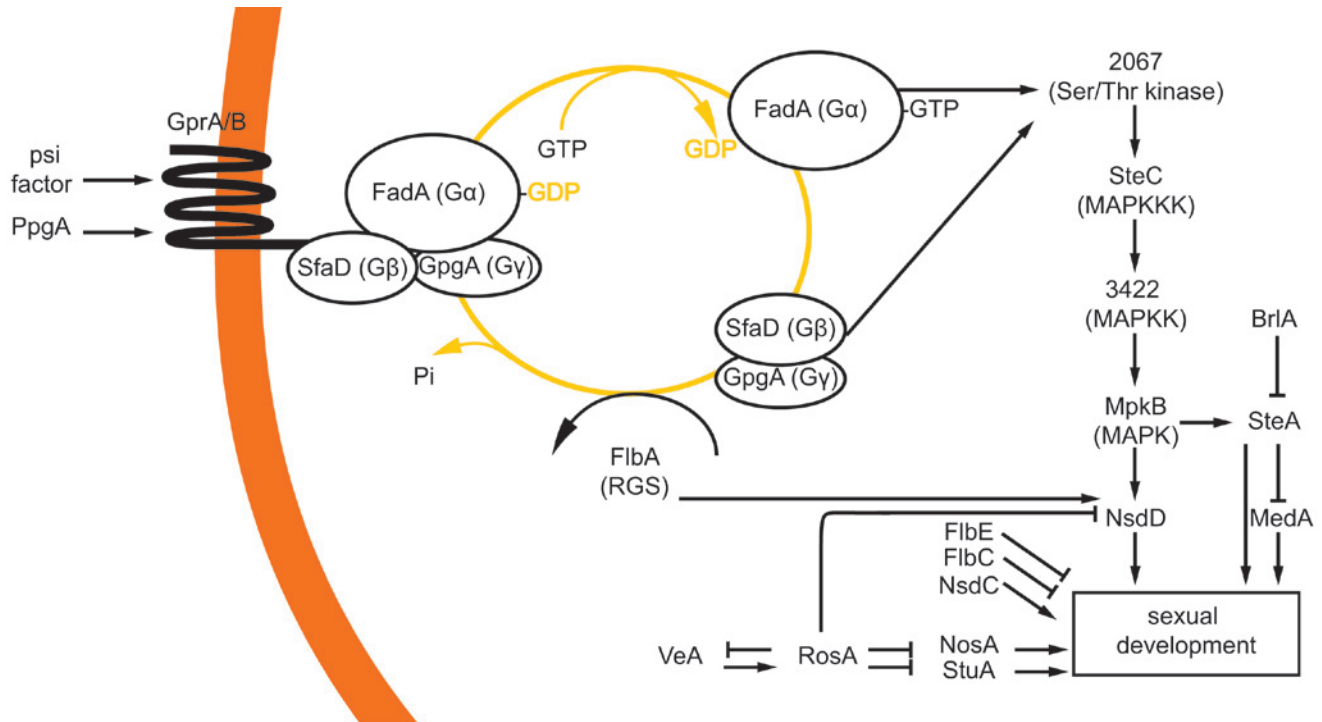 GprA/B
psi
factor
PpgA
FadA (Gα)
GDP
SfaD (Gβ)
GpgA (Gγ)
GTP
GDP
FadA (Gα)
GTP
SfaD (Gβ)
GpgA (Gγ)
Pi
FlbA
(RGS)
2067
(Ser/Thr kinase)
SteC
(MAPKKK)
3422
(MAPKK)
BrlA
MpkB
(MAPK)
SteA
NsdD
MedA
FlbE
FlbC
NsdC
sexual
development
VeA
RosA
NosA
StuA